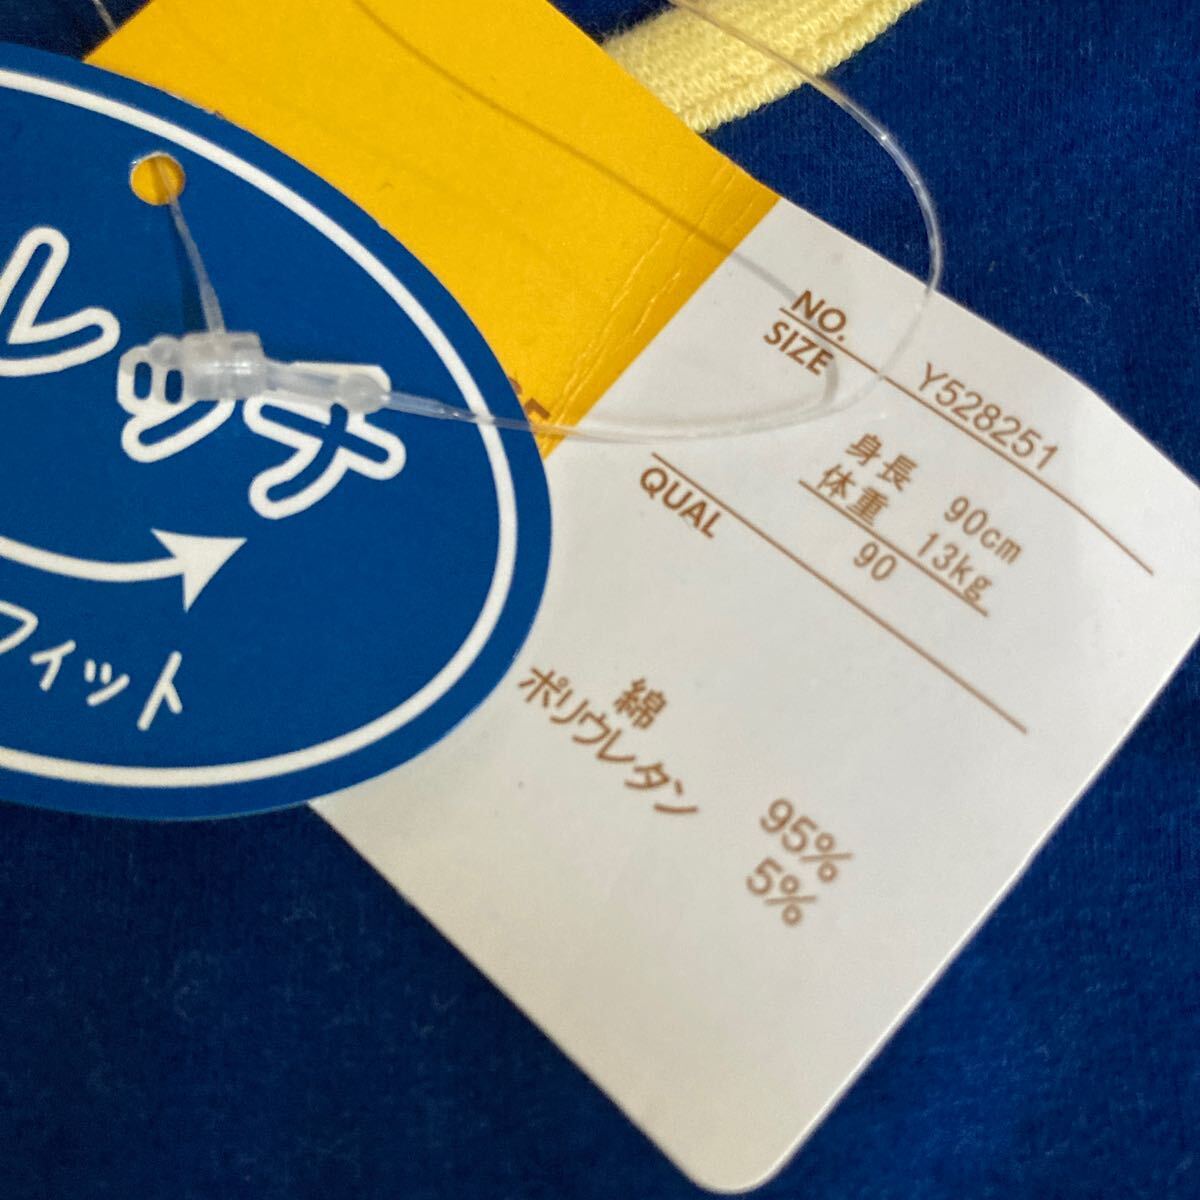 レッチ
フィット
NO. Y528251
SIZE
身長 90cm
体重 13kg
90
QUAL
綿 95%
ポリウレタン 5%